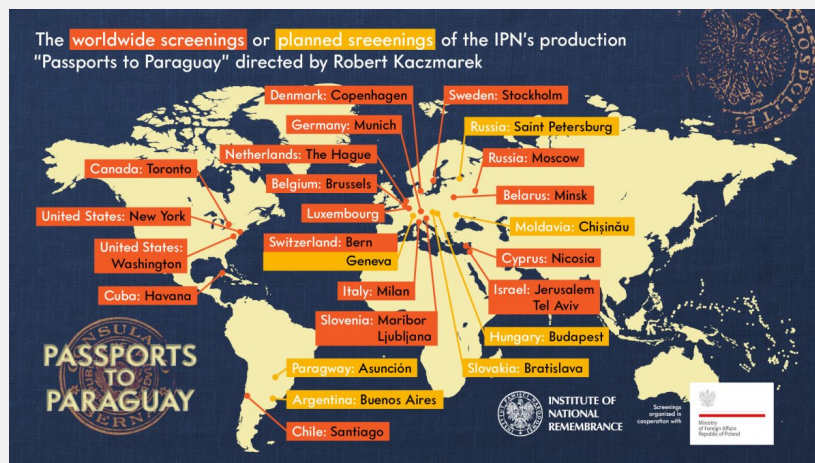 The worldwide screenings or planned sreeenings of the IPN's production
"Passports to Paraguay" directed by Robert Kaczmarek
Denmark: Copenhagen
Sweden: Stockholm
Germany: Munich
Russia: Saint Petersburg
Netherlands: The Hague
Russia: Moscow
Canada: Toronto
Belgium: Brussels
Belarus: Minsk
United States: New York
Luxembourg
Moldavia: Chișinău
United States:
Washington
Switzerland: Bern
Geneva
Cyprus: Nicosia
Cuba: Havana
Italy: Milan
Israel: Jerusalem
Tel Aviv
Slovenia: Maribor
Ljubljana
Hungary: Budapest
Paragway: Asunción
Slovakia: Bratislava
Argentina: Buenos Aires
Chile: Santiago
PASSPORTS
TO
PARAGUAY
INSTITUTE OF
NATIONAL
REMEMBRANCE
Screenings
organized in
cooperation with
Ministry
of Foreign Affairs
Republic of Poland